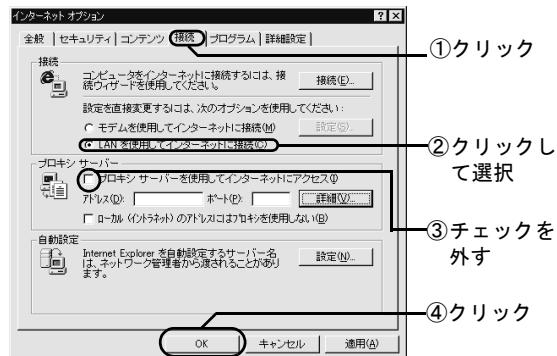 インターネット オプション
全般 セキュリティ コンテンツ 接続 プログラム 詳細設定
①クリック
接続
コンピュータをインターネットに接続するには、接
続ウィザードを使用してください。
接続(E)...
設定を直接変更するには、次のオプションを使用してください:
モデムを使用してインターネットに接続(M)
設定(S)...
LAN を使用してインターネットに接続(C)
②クリックし
て選択
プロキシ サーバー
プロキシ サーバーを使用してインターネットにアクセス(I)
アドレス(D):
ポート(P):
詳細(V)...
ローカル (イントラネット) のアドレスにはプロキシを使用しない(B)
③チェックを
外す
自動設定
Internet Explorer を自動設定するサーバー名
は、ネットワーク管理者から渡されることがあり
ます。
設定(N)...
④クリック
OK
キャンセル
適用(A)